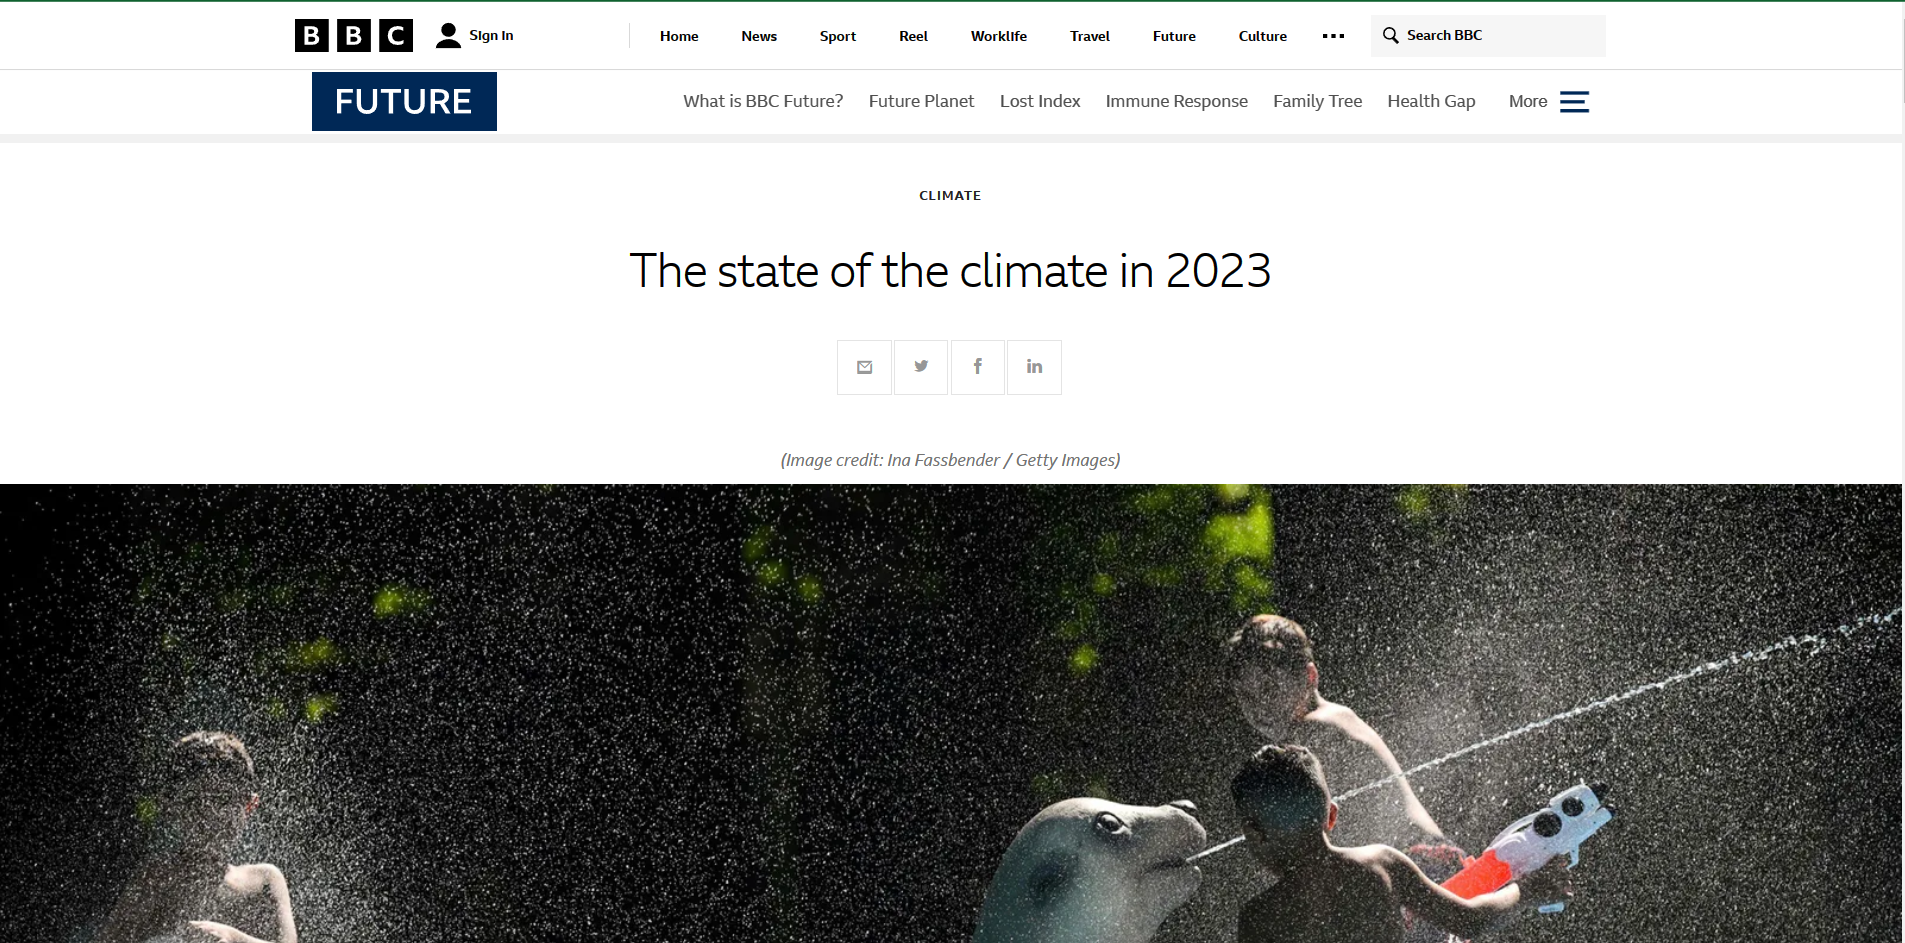 BBC Sign in Home News Sport Reel Worklife Travel Future Culture Search BBC
FUTURE What is BBC Future? Future Planet Lost Index Immune Response Family Tree Health Gap More
CLIMATE
The state of the climate in 2023
(Image credit: Ina Fassbender / Getty Images)